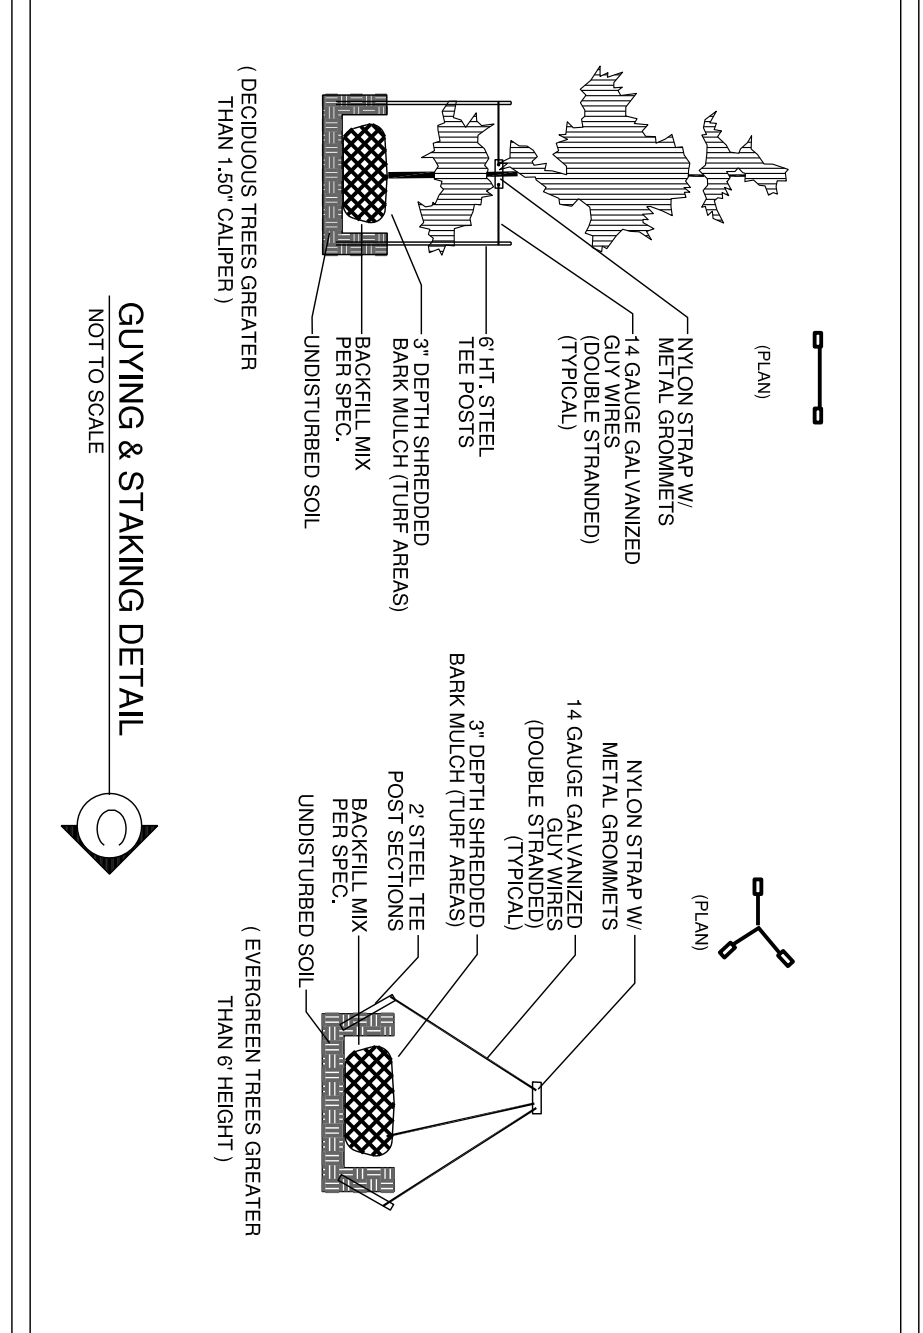 (PLAN)
NYLON STRAP W/
METAL GROMMETS
14 GAUGE GALVANIZED
GUY WIRES
(DOUBLE STRANDED)
(TYPICAL)
6' HT. STEEL
TEE POSTS
3" DEPTH SHREDDED
BARK MULCH (TURF AREAS)
BACKFILL MIX
PER SPEC.
UNDISTURBED SOIL
( DECIDUOUS TREES GREATER
THAN 1.50" CALIPER )
(PLAN)
NYLON STRAP W/
METAL GROMMETS
14 GAUGE GALVANIZED
GUY WIRES
(DOUBLE STRANDED)
(TYPICAL)
3" DEPTH SHREDDED
BARK MULCH (TURF AREAS)
2' STEEL TEE
POST SECTIONS
BACKFILL MIX
PER SPEC.
UNDISTURBED SOIL
( EVERGREEN TREES GREATER
THAN 6' HEIGHT )
GUYING & STAKING DETAIL
NOT TO SCALE
C